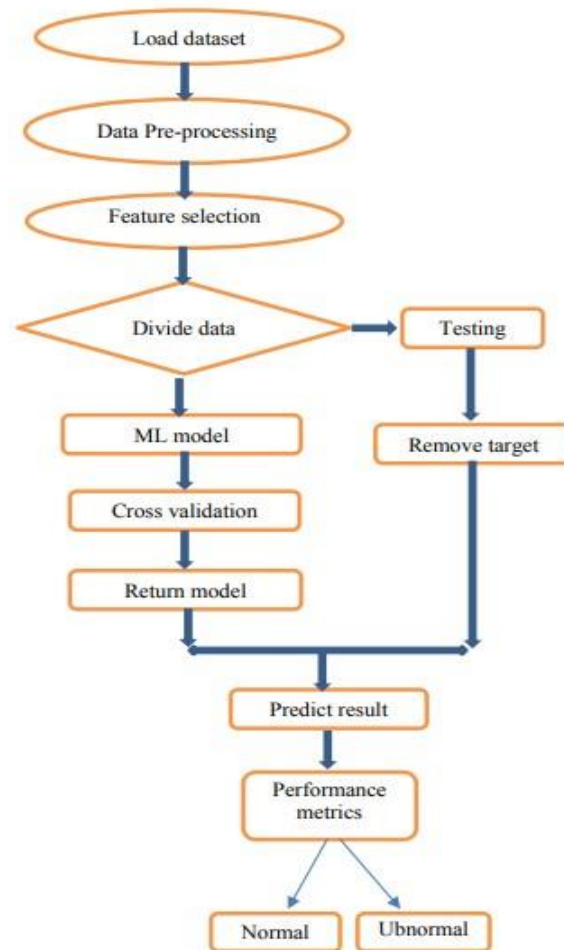 Load dataset
Data Pre-processing
Feature selection
Divide data
Testing
ML model
Remove target
Cross validation
Return model
Predict result
Performance
metrics
Normal
Ubnormal